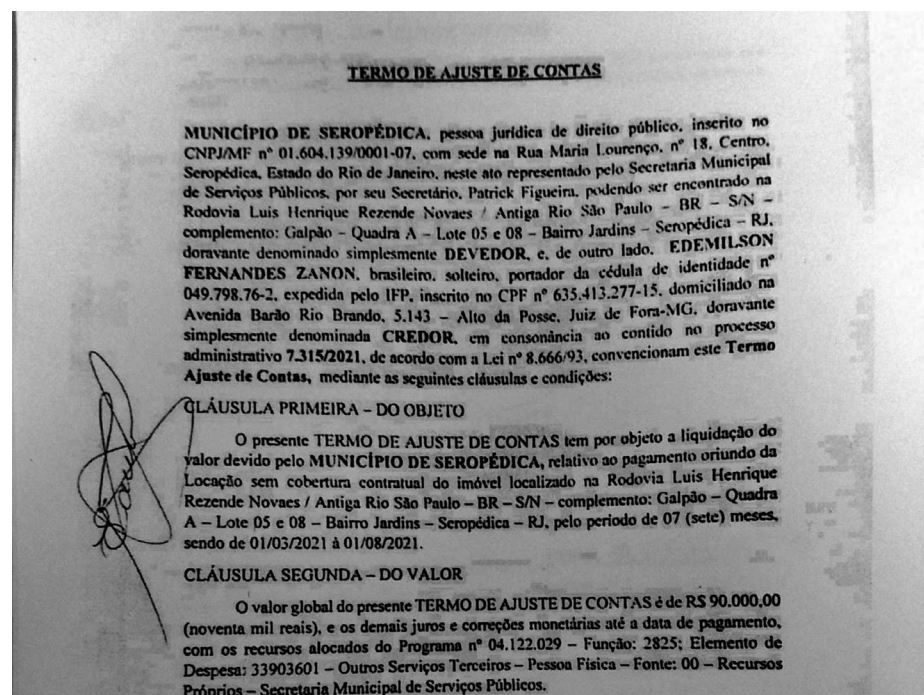 TERMO DE AJUSTE DE CONTAS
MUNICÍPIO DE SEROPÉDICA, pessoa jurídica de direito público, inscrito no
CNPJ/MF nº 01.604.139/0001-07, com sede na Rua Maria Lourenço, nº 18, Centro,
Seropédica, Estado do Rio de Janeiro, neste ato representado pelo Secretaria Municipal
de Serviços Públicos, por seu Secretário, Patrick Figueira, podendo ser encontrado na
Rodovia Luis Henrique Rezende Novaes / Antiga Rio São Paulo – BR – S/N –
complemento: Galpão – Quadra A – Lote 05 e 08 – Bairro Jardins – Seropédica – RJ,
doravante denominado simplesmente DEVEDOR, e, de outro lado, EDEMILSON
FERNANDES ZANON, brasileiro, solteiro, portador da cédula de identidade nº
049.798.76-2, expedida pelo IFP, inscrito no CPF nº 635.413.277-15, domiciliado na
Avenida Barão Rio Brando, 5.143 – Alto da Posse, Juiz de Fora-MG, doravante
simplesmente denominada CREDOR, em consonância ao contido no processo
administrativo 7.315/2021, de acordo com a Lei nº 8.666/93, convencionam este Termo
Ajuste de Contas, mediante as seguintes cláusulas e condições:
CLÁUSULA PRIMEIRA – DO OBJETO
O presente TERMO DE AJUSTE DE CONTAS tem por objeto a liquidação do
valor devido pelo MUNICÍPIO DE SEROPÉDICA, relativo ao pagamento oriundo da
Locação sem cobertura contratual do imóvel localizado na Rodovia Luis Henrique
Rezende Novaes / Antiga Rio São Paulo – BR – S/N – complemento: Galpão – Quadra
A – Lote 05 e 08 – Bairro Jardins – Seropédica – RJ, pelo período de 07 (sete) meses,
sendo de 01/03/2021 à 01/08/2021.
CLÁUSULA SEGUNDA – DO VALOR
O valor global do presente TERMO DE AJUSTE DE CONTAS é de R$ 90.000,00
(noventa mil reais), e os demais juros e correções monetárias até a data de pagamento,
com os recursos alocados do Programa nº 04.122.029 – Função: 2825; Elemento de
Despesa: 33903601 – Outros Serviços Terceiros – Pessoa Física – Fonte: 00 – Recursos
Próprios – Secretaria Municipal de Serviços Públicos.